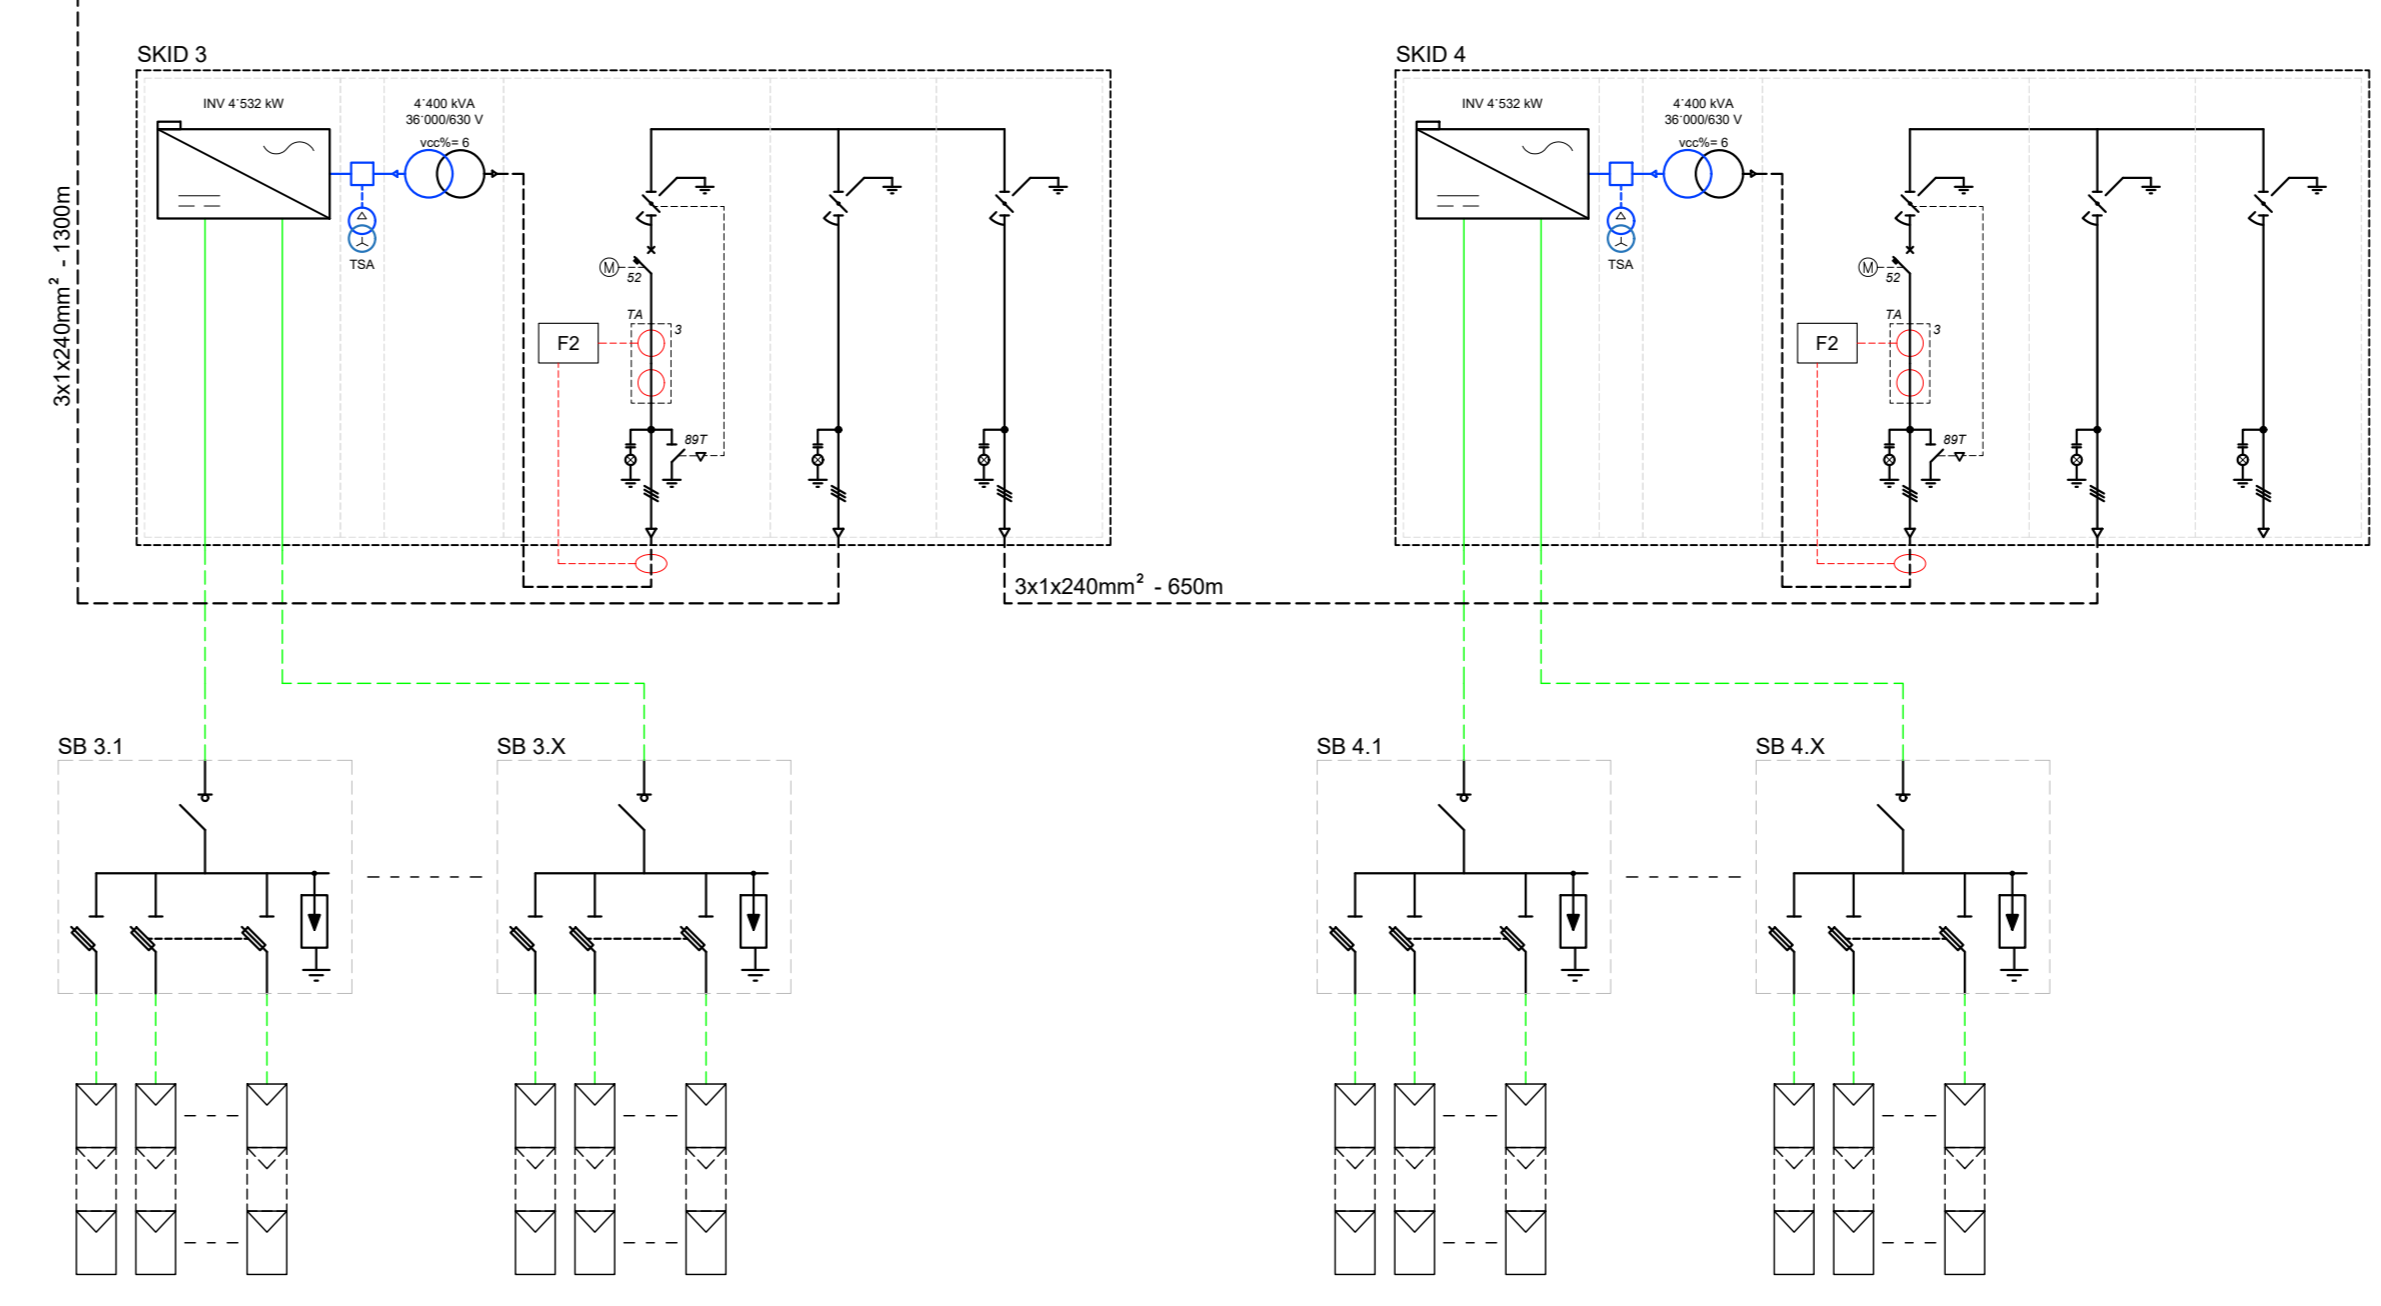 SKID 3
INV 4'532 kW
4'400 kVA
36'000/630 V
vcc%= 6
TSA
M
52
TA
3
F2
89T
3x1x240mm² - 1300m
SKID 4
INV 4'532 kW
4'400 kVA
36'000/630 V
vcc%= 6
TSA
M
52
TA
3
F2
89T
3x1x240mm² - 650m
SB 3.1
SB 3.X
SB 4.1
SB 4.X